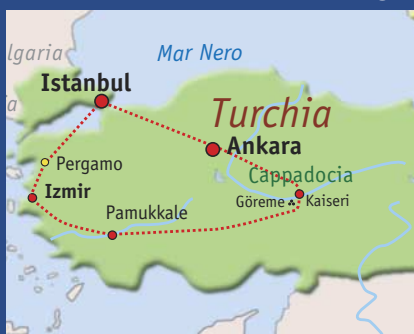 lgaria
Mar Nero
Istanbul
Turchia
Ankara
Pergamo
Cappadocia
Izmir
Göreme
Kaiseri
Pamukkale